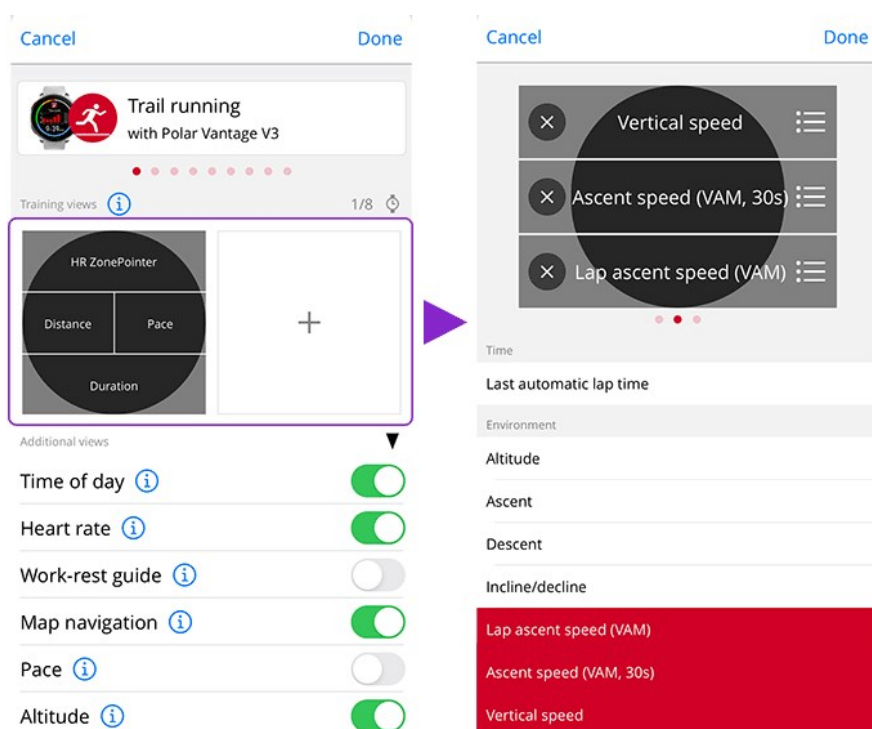 Cancel
Done
Trail running
with Polar Vantage V3
Training views
1/8
HR ZonePointer
Distance
Pace
Duration
+
Additional views
Time of day
Heart rate
Work-rest guide
Map navigation
Pace
Altitude
Cancel
Done
Vertical speed
Ascent speed (VAM, 30s)
Lap ascent speed (VAM)
Time
Last automatic lap time
Environment
Altitude
Ascent
Descent
Incline/decline
Lap ascent speed (VAM)
Ascent speed (VAM, 30s)
Vertical speed